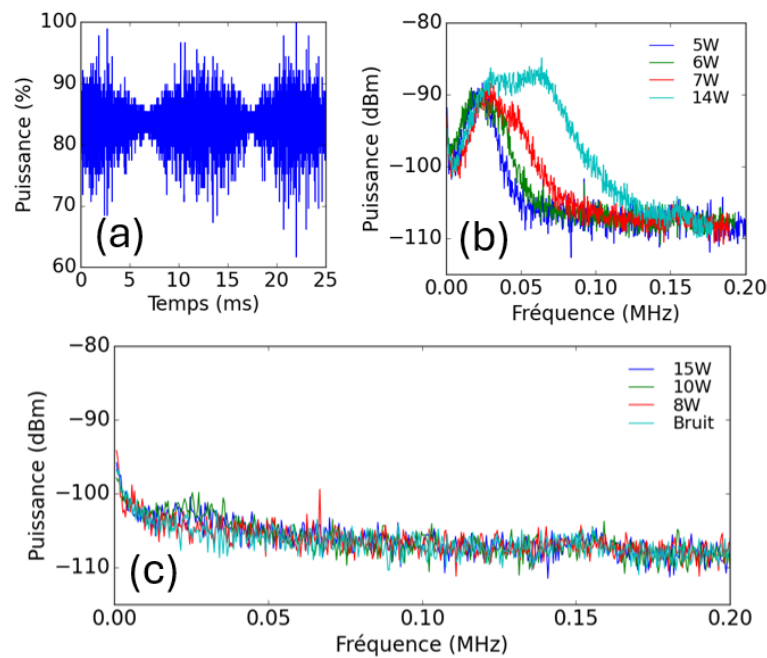 100
90
80
70
60
Puissance (%)
(a)
0 5 10 15 20 25
Temps (ms)
−80
−90
−100
−110
Puissance (dBm)
5W
6W
7W
14W
(b)
0.00 0.05 0.10 0.15 0.20
Fréquence (MHz)
−80
−90
−100
−110
Puissance (dBm)
15W
10W
8W
Bruit
(c)
0.00 0.05 0.10 0.15 0.20
Fréquence (MHz)